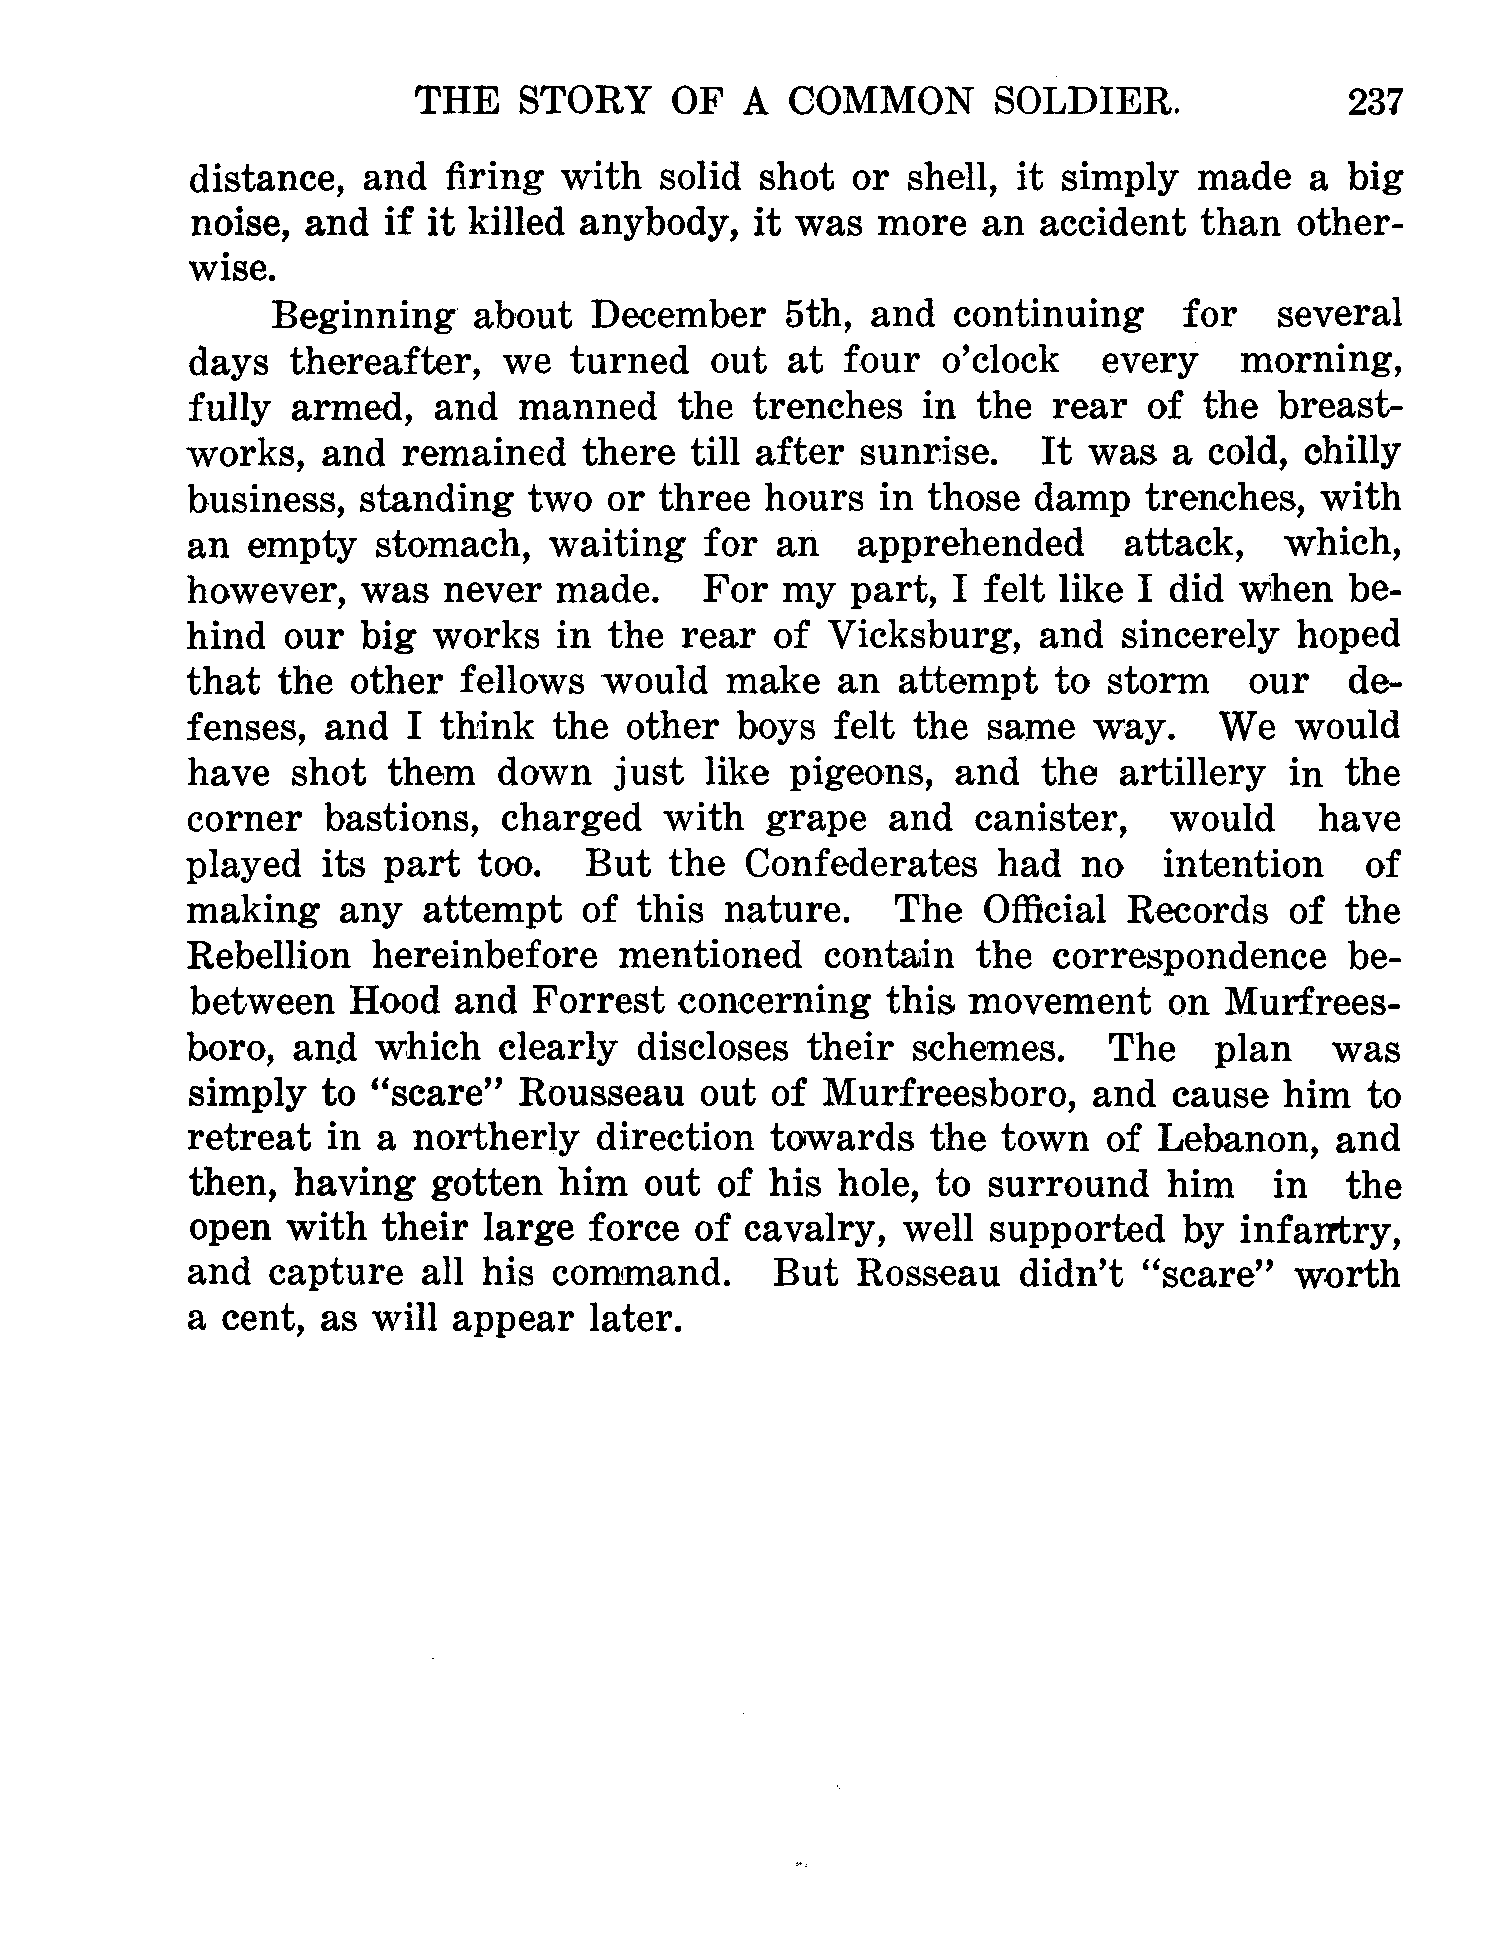 THE STORY OF A COMMON SOLDIER. 237
distance, and firing with solid shot or shell, it simply made a big
noise, and if it killed anybody, it was more an accident than other-
wise.
Beginning about December 5th, and continuing for several
days thereafter, we turned out at four o'clock every morning,
fully armed, and manned the trenches in the rear of the breast-
works, and remained there till after sunrise. It was a cold, chilly
business, standing two or three hours in those damp trenches, with
an empty stomach, waiting for an apprehended attack, which,
however, was never made. For my part, I felt like I did when be-
hind our big works in the rear of Vicksburg, and sincerely hoped
that the other fellows would make an attempt to storm our de-
fenses, and I think the other boys felt the same way. We would
have shot them down just like pigeons, and the artillery in the
corner bastions, charged with grape and canister, would have
played its part too. But the Confederates had no intention of
making any attempt of this nature. The Official Records of the
Rebellion hereinbefore mentioned contain the correspondence be-
between Hood and Forrest concerning this movement on Murfrees-
boro, and which clearly discloses their schemes. The plan was
simply to “scare” Rousseau out of Murfreesboro, and cause him to
retreat in a northerly direction towards the town of Lebanon, and
then, having gotten him out of his hole, to surround him in the
open with their large force of cavalry, well supported by infantry,
and capture all his command. But Rosseau didn't “scare” worth
a cent, as will appear later.